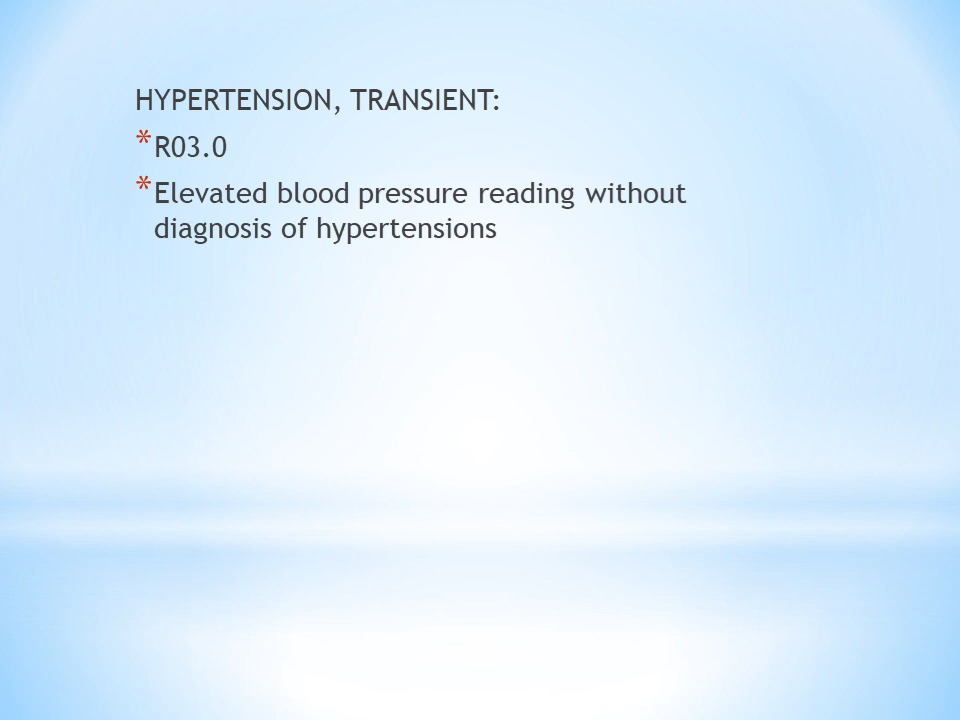 HYPERTENSION, TRANSIENT:
* R03.0
* Elevated blood pressure reading without
diagnosis of hypertensions